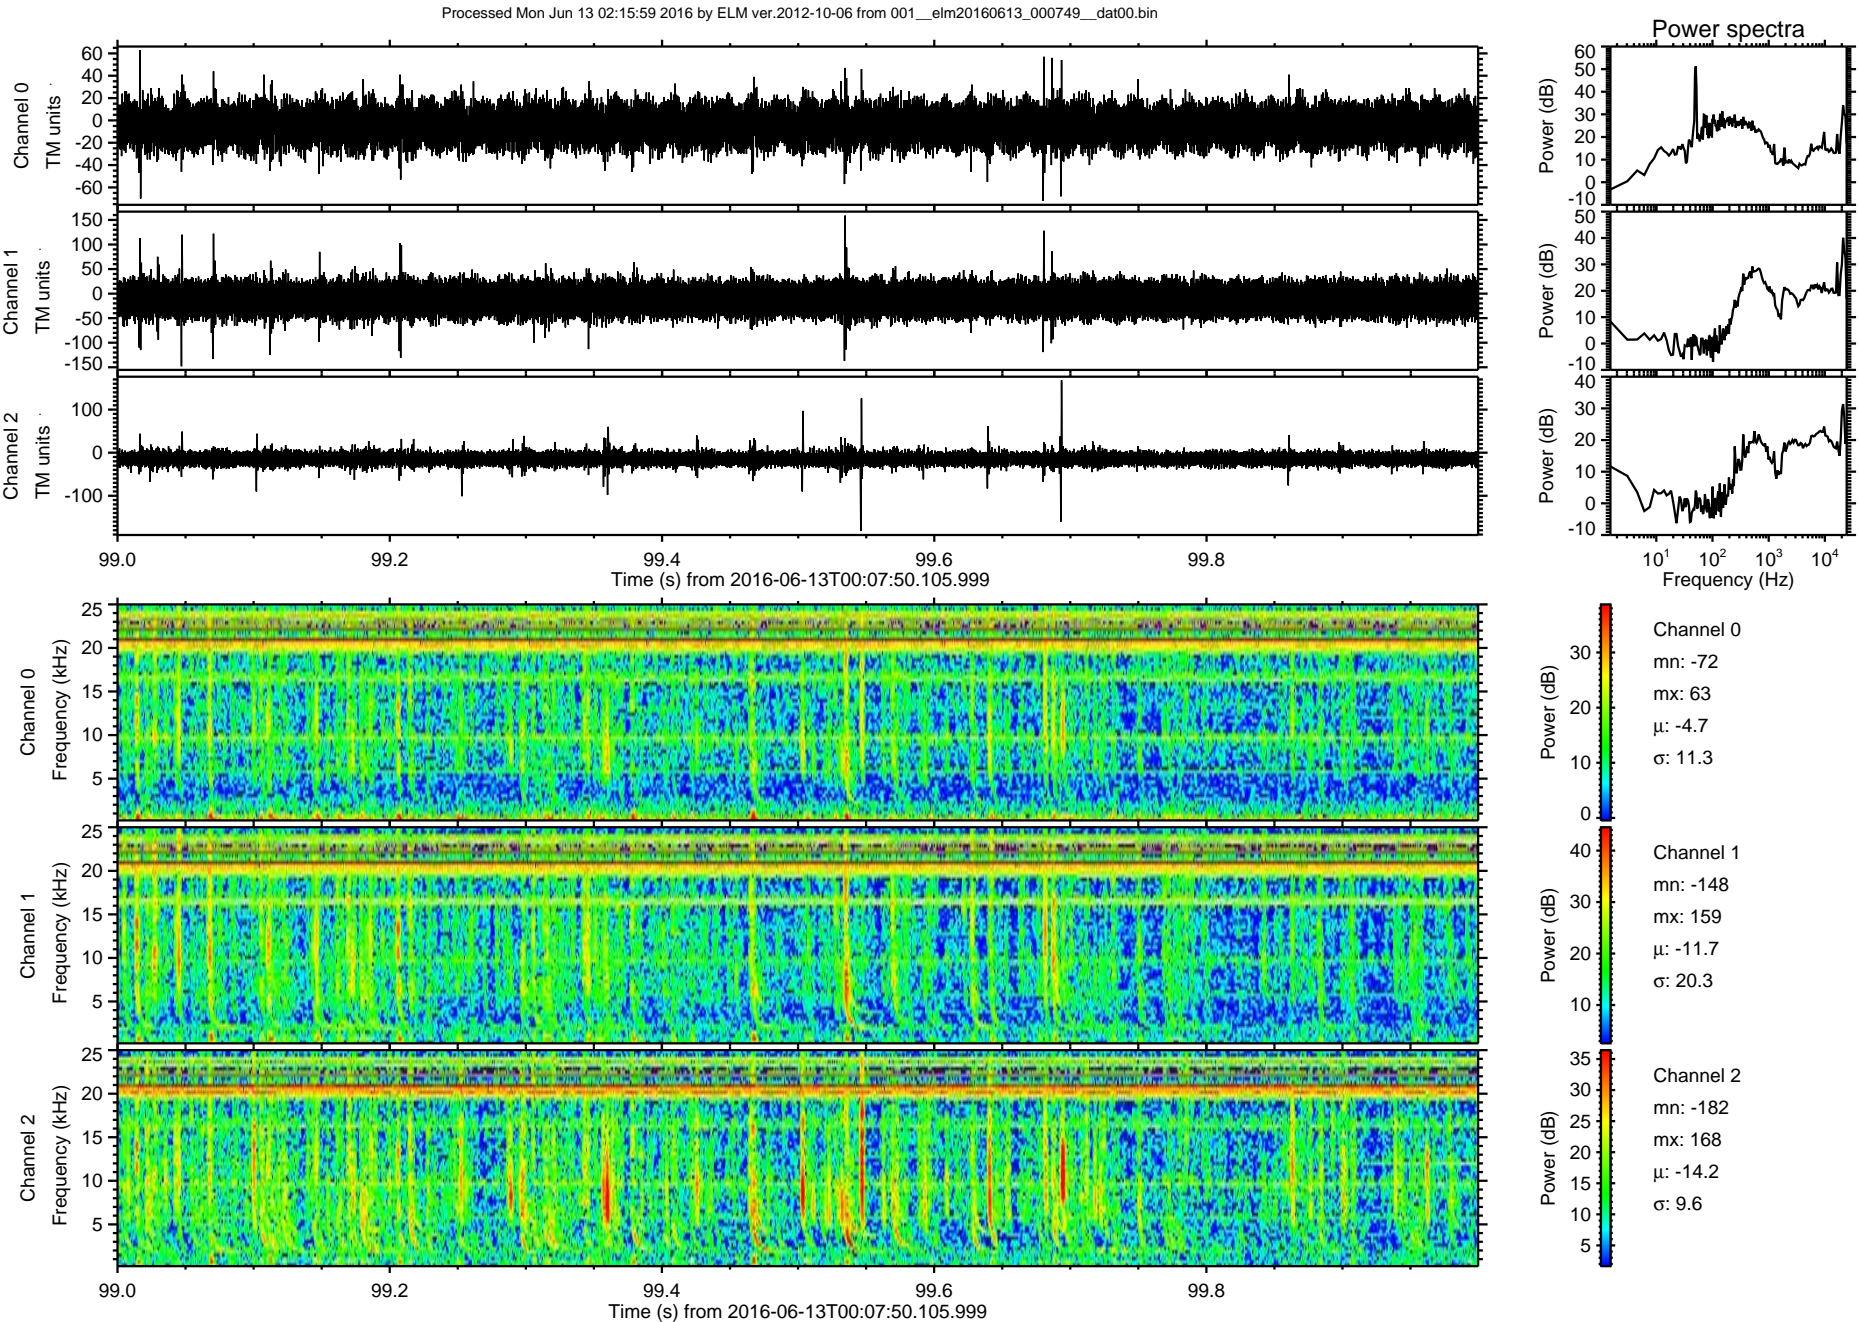 Processed Mon Jun 13 02:15:59 2016 by ELM ver.2012-10-06 from 001__elm20160613_000749__dat00.bin
Power spectra
Channel 0
TM units
60
40
20
0
-20
-40
-60
Power (dB)
60
50
40
30
20
10
0
-10
Channel 1
TM units
150
100
50
0
-50
-100
-150
Power (dB)
50
40
30
20
10
0
-10
Channel 2
TM units
100
0
-100
Power (dB)
40
30
20
10
0
-10
99.0 99.2 99.4 99.6 99.8
Time (s) from 2016-06-13T00:07:50.105.999
10¹ 10² 10³ 10⁴
Frequency (Hz)
Channel 0
Frequency (kHz)
25
20
15
10
5
Power (dB)
30
20
10
0
Channel 0
mn: -72
mx: 63
µ: -4.7
σ: 11.3
Channel 1
Frequency (kHz)
25
20
15
10
5
Power (dB)
40
30
20
10
Channel 1
mn: -148
mx: 159
µ: -11.7
σ: 20.3
Channel 2
Frequency (kHz)
25
20
15
10
5
Power (dB)
35
30
25
20
15
10
5
Channel 2
mn: -182
mx: 168
µ: -14.2
σ: 9.6
99.0 99.2 99.4 99.6 99.8
Time (s) from 2016-06-13T00:07:50.105.999